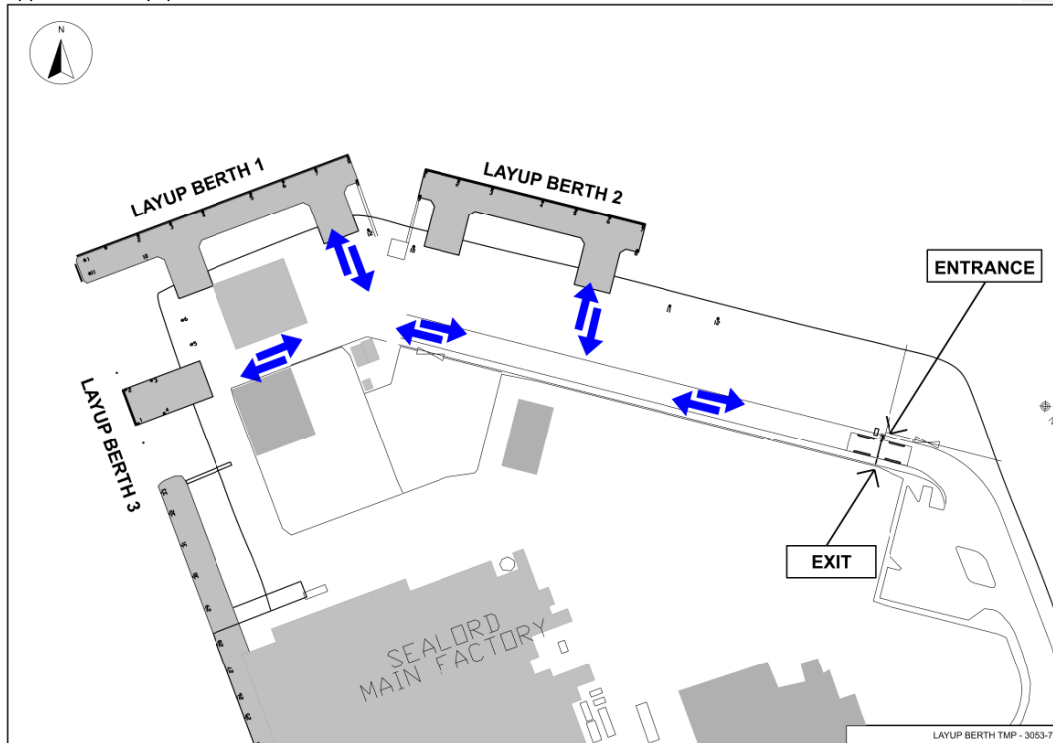 N
LAYUP BERTH 1
LAYUP BERTH 2
ENTRANCE
LAYUP BERTH 3
EXIT
SEALORD
MAIN FACTORY
LAYUP BERTH TMP - 3053-7